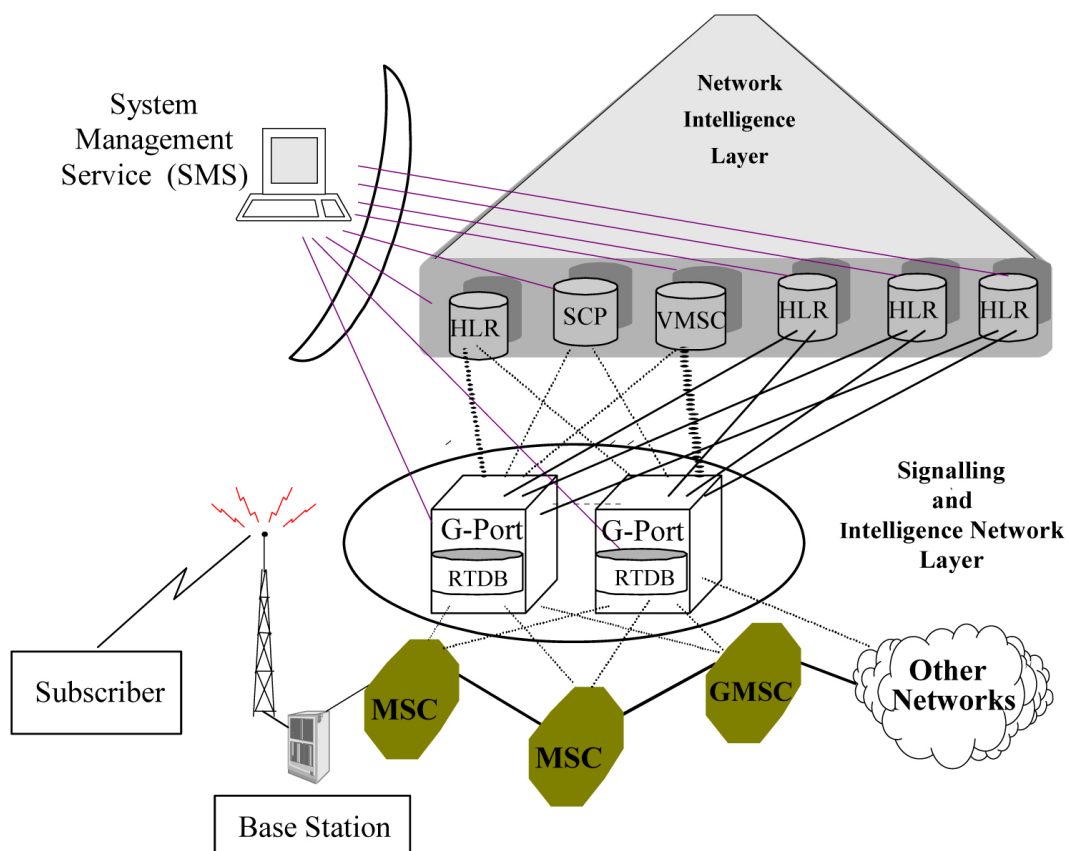 System
Management
Service (SMS)
Network
Intelligence
Layer
HLR
SCP
VMSC
HLR
HLR
HLR
Signalling
and
Intelligence Network
Layer
G-Port
RTDB
G-Port
RTDB
Subscriber
MSC
MSC
GMSC
Other
Networks
Base Station